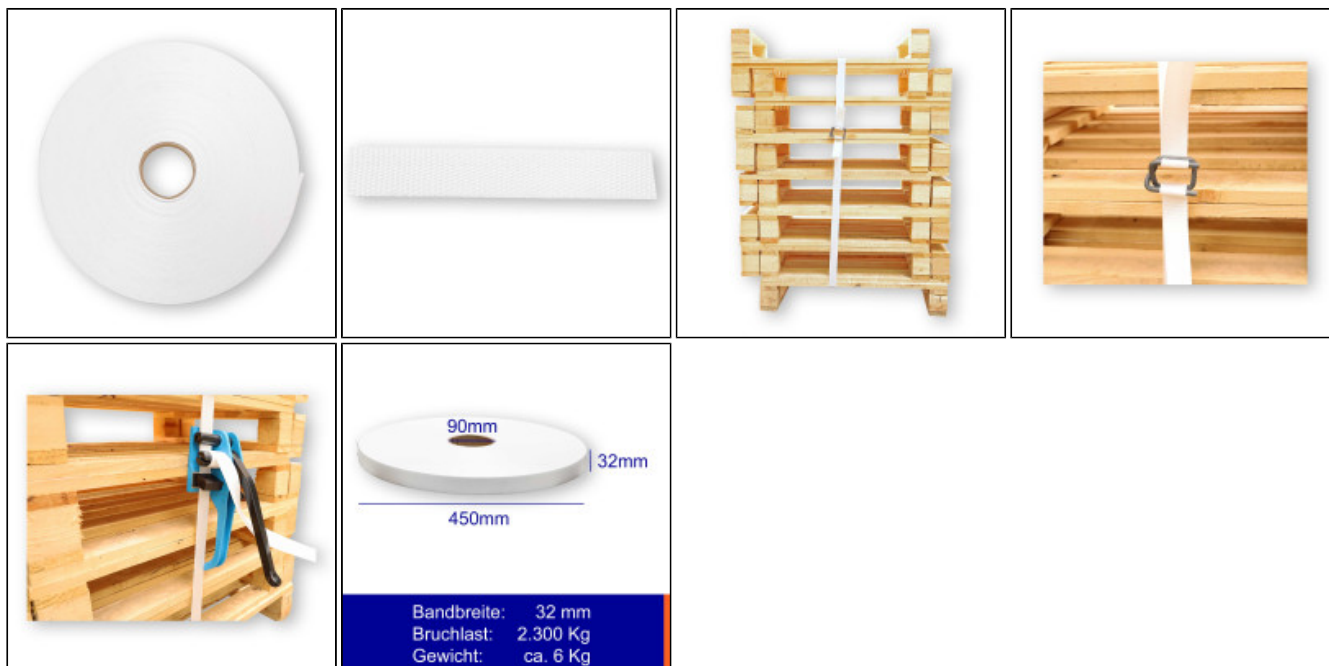 90mm
32mm
450mm
Bandbreite: 32 mm
Bruchlast: 2.300 Kg
Gewicht: ca. 6 Kg